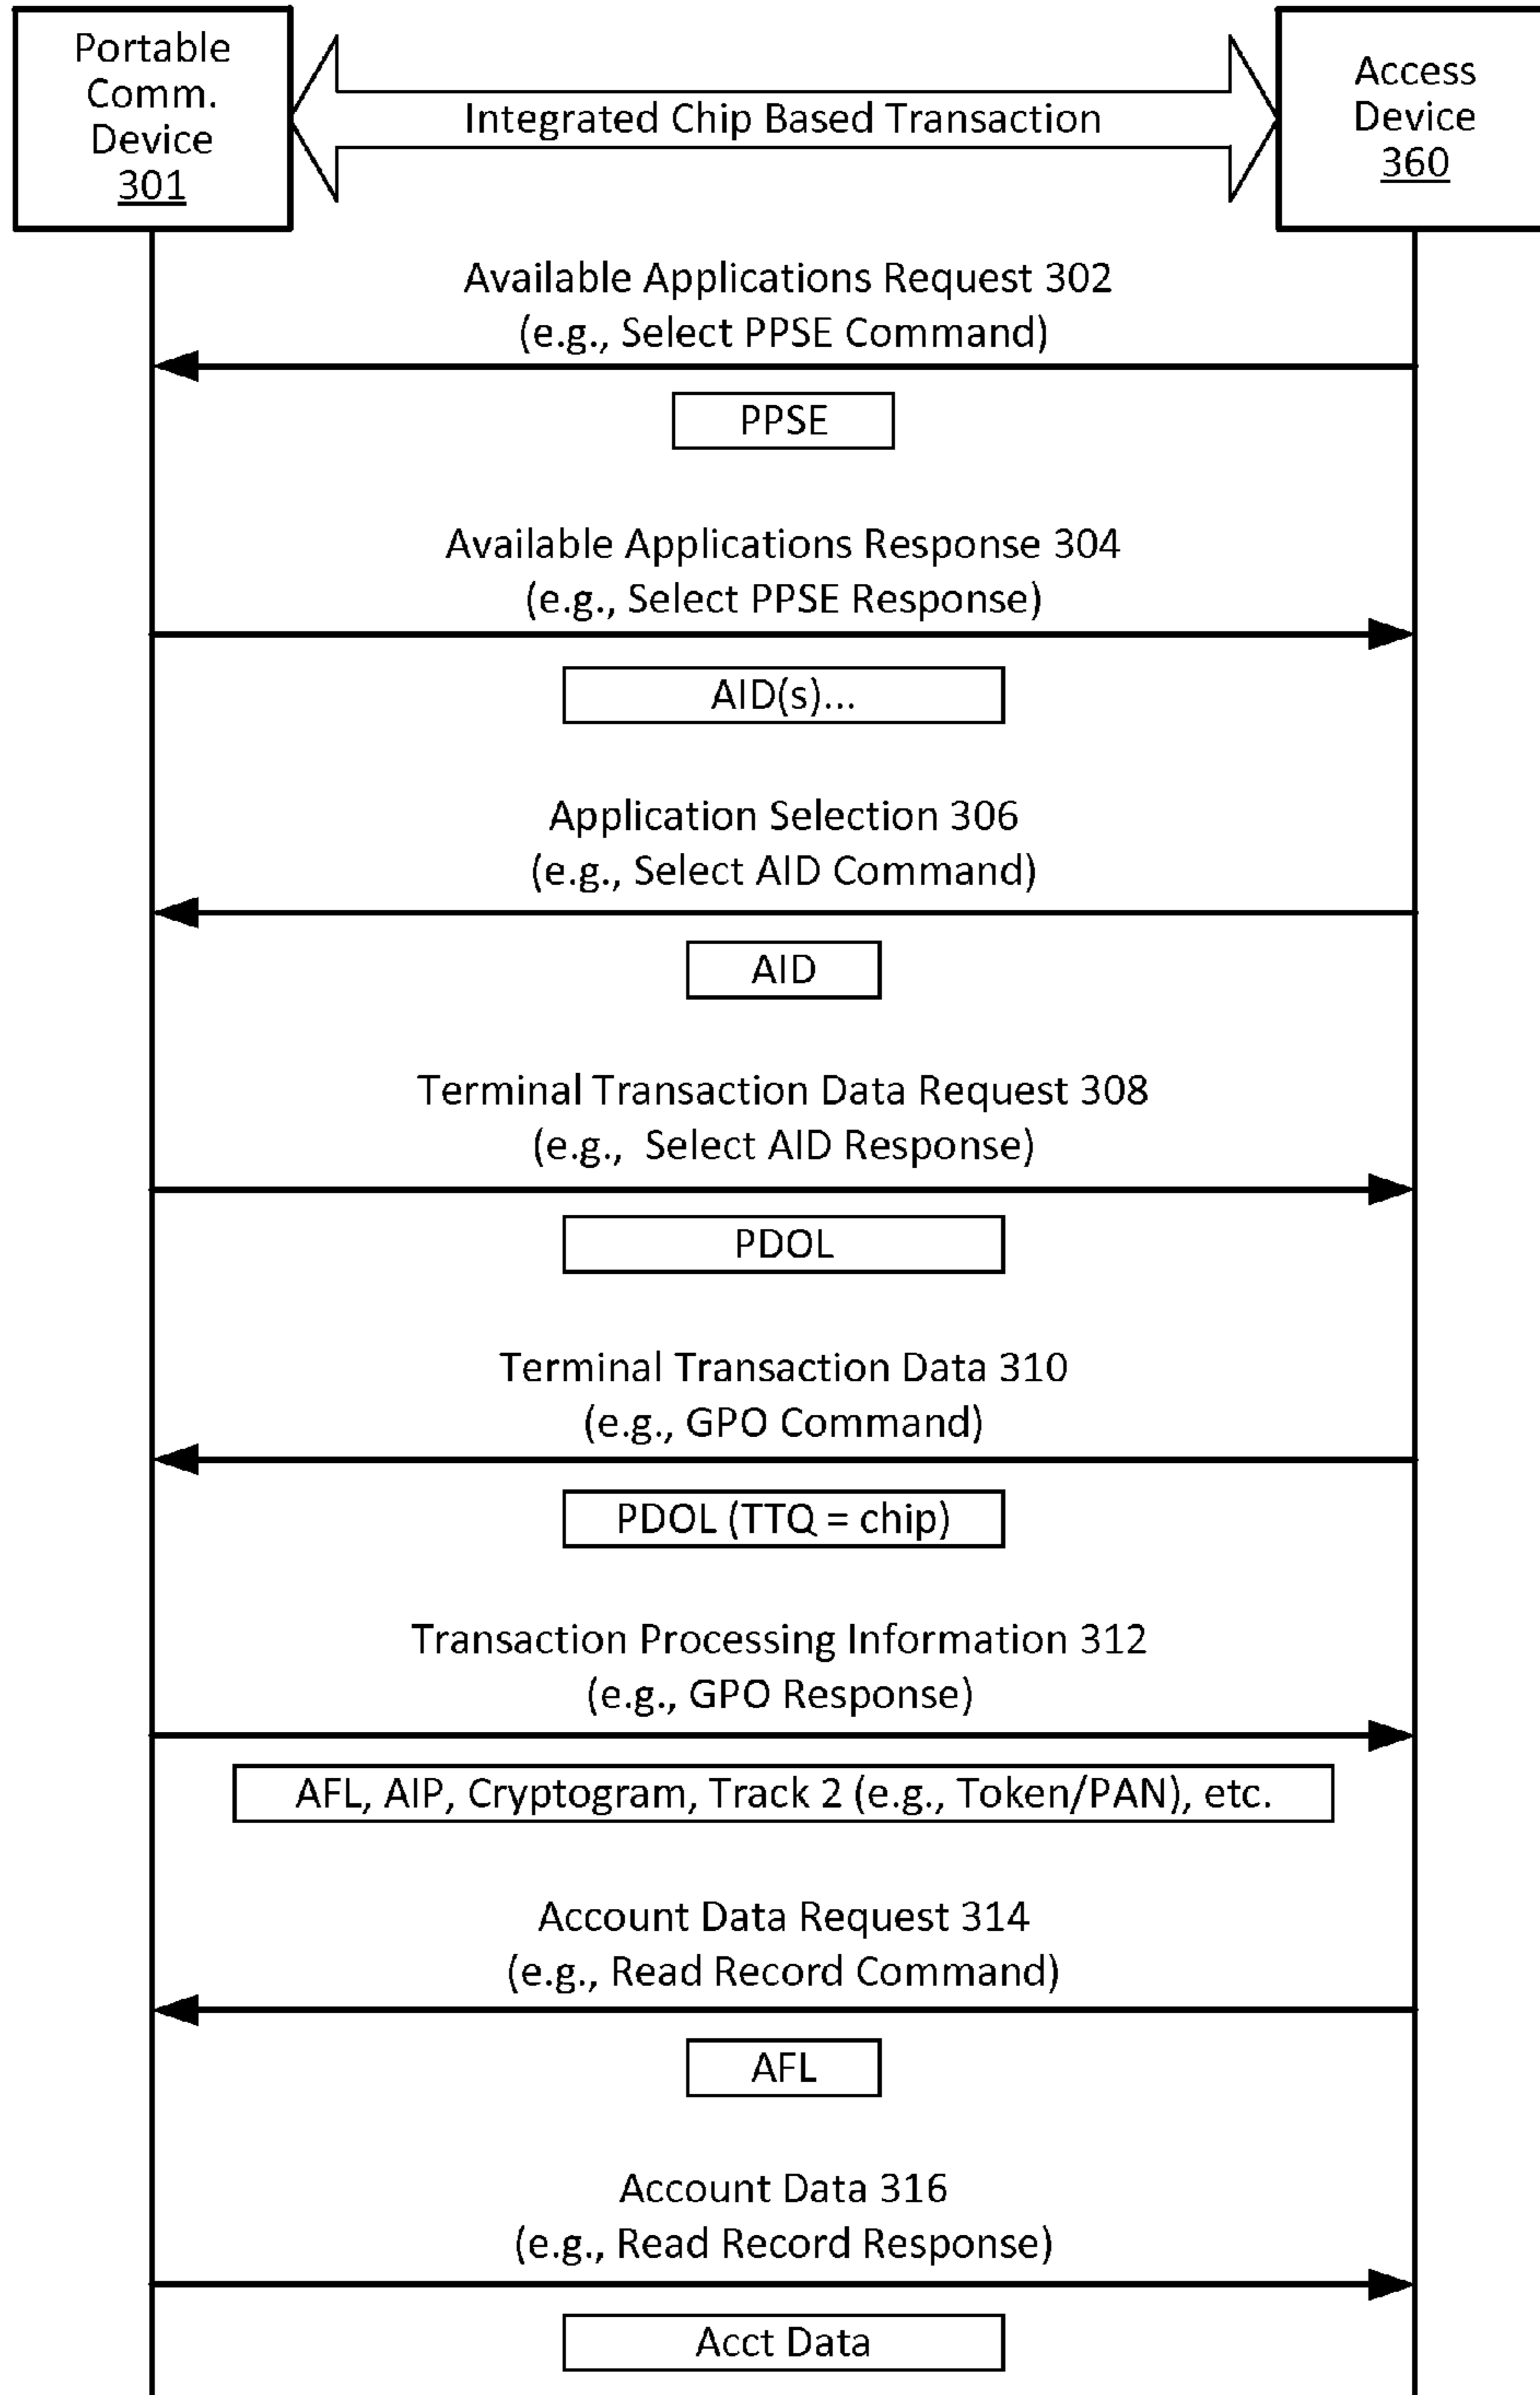 Portable
Comm.
Device
301
Integrated Chip Based Transaction
Access
Device
360
Available Applications Request 302
(e.g., Select PPSE Command)
PPSE
Available Applications Response 304
(e.g., Select PPSE Response)
AID(s)...
Application Selection 306
(e.g., Select AID Command)
AID
Terminal Transaction Data Request 308
(e.g., Select AID Response)
PDOL
Terminal Transaction Data 310
(e.g., GPO Command)
PDOL (TTQ = chip)
Transaction Processing Information 312
(e.g., GPO Response)
AFL, AIP, Cryptogram, Track 2 (e.g., Token/PAN), etc.
Account Data Request 314
(e.g., Read Record Command)
AFL
Account Data 316
(e.g., Read Record Response)
Acct Data